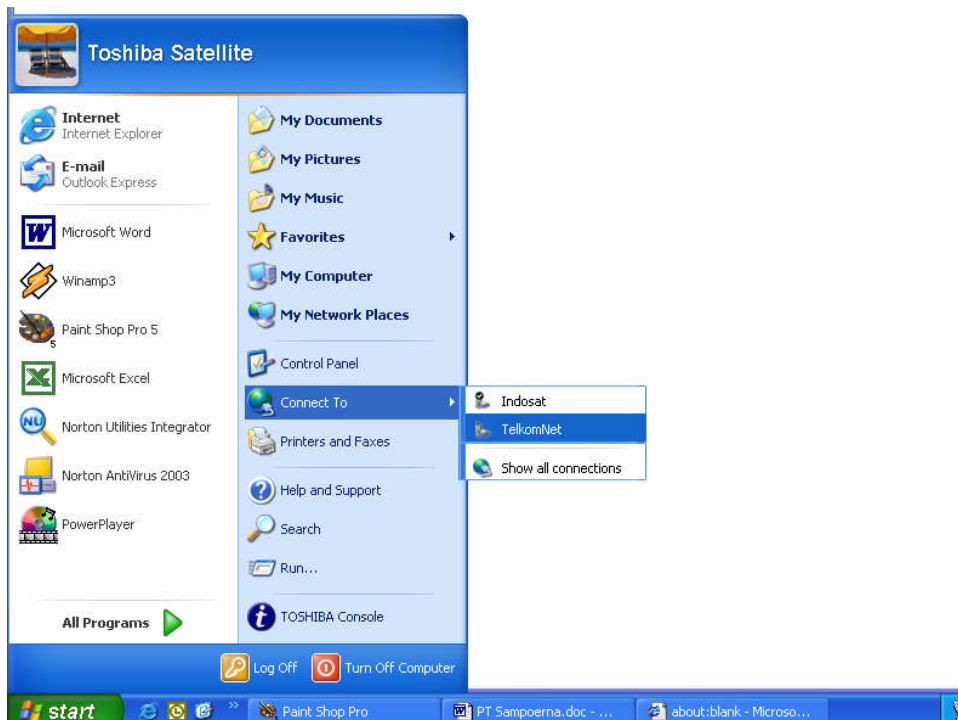 Toshiba Satellite
Internet
Internet Explorer
E-mail
Outlook Express
Microsoft Word
Winamp3
5
Paint Shop Pro 5
Microsoft Excel
NU
Norton Utilities Integrator
Norton AntiVirus 2003
PowerPlayer
All Programs
My Documents
My Pictures
My Music
Favorites
My Computer
My Network Places
Control Panel
Connect To
Printers and Faxes
Help and Support
Search
Run...
TOSHIBA Console
Indosat
TelkomNet
Show all connections
Log Off
Turn Off Computer
start
Paint Shop Pro
PT Sampoerna.doc - ...
about:blank - Microso...